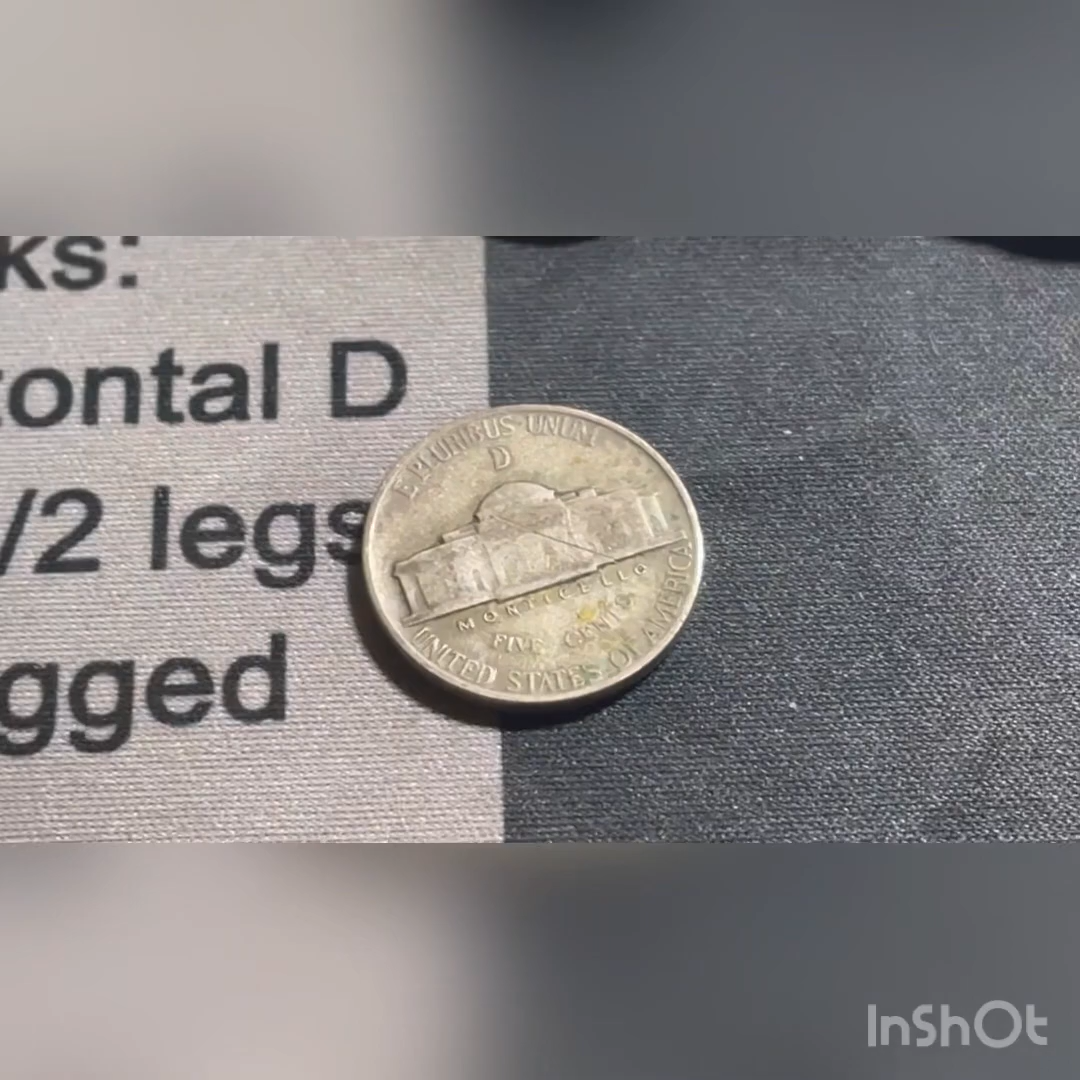 ks:
zontal D
/2 legs
gged
E PLURIBUS UNUM
D
MONTICELLO
FIVE CENTS
UNITED STATES OF AMERICA
InShOt